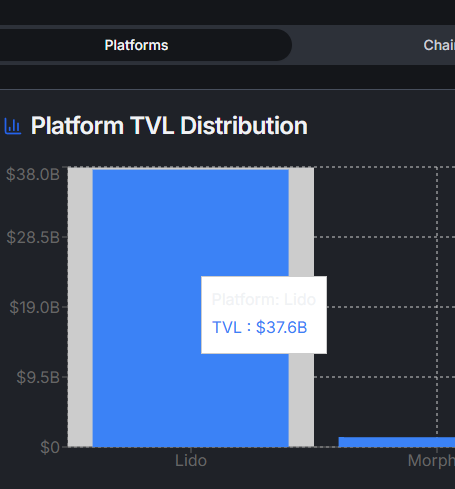 Platforms
Chai
Platform TVL Distribution
$38.0B
$28.5B
Platform: Lido
$19.0B
TVL : $37.6B
$9.5B
$0
Lido
Morph